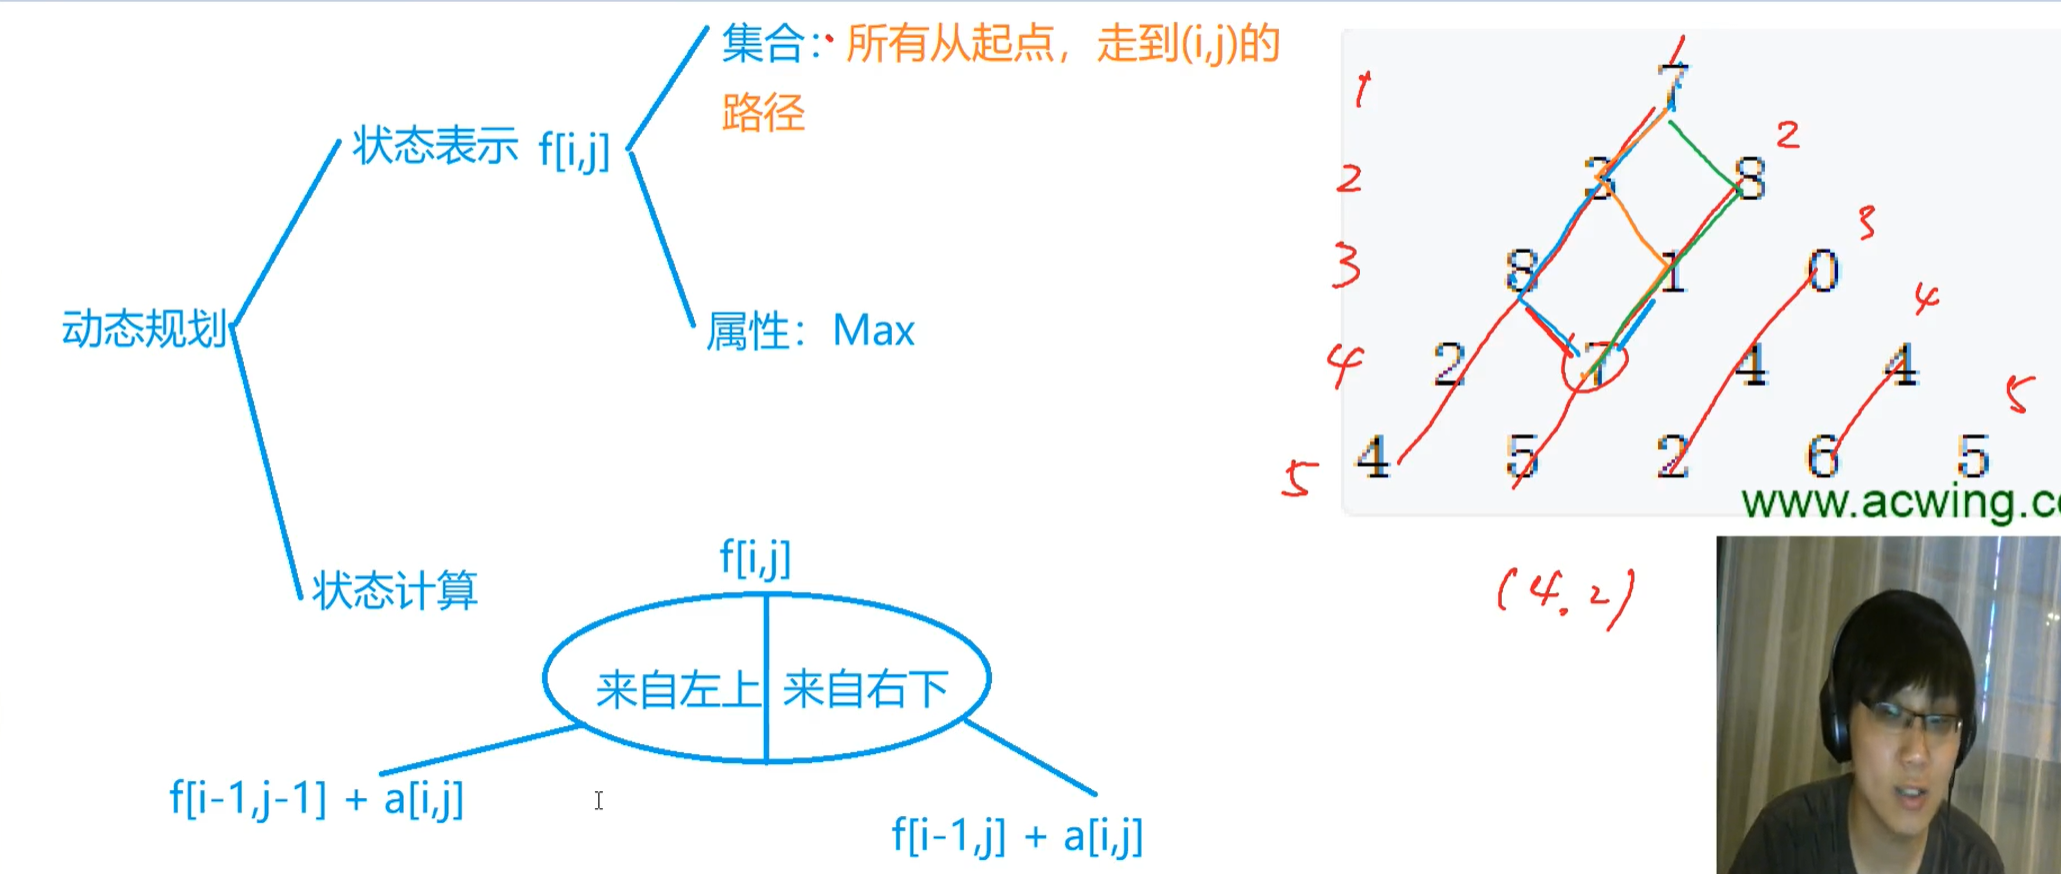 集合：所有从起点，走到(i,j)的
路径
状态表示 f[i,j]
属性：Max
动态规划
状态计算
f[i,j]
来自左上 来自右下
f[i-1,j-1] + a[i,j]
f[i-1,j] + a[i,j]
1
1 7
2 3 8 2
3 8 1 0 3
4 2 7 4 4 4
5 4 5 2 6 5 5
www.acwing.co
(4.2)